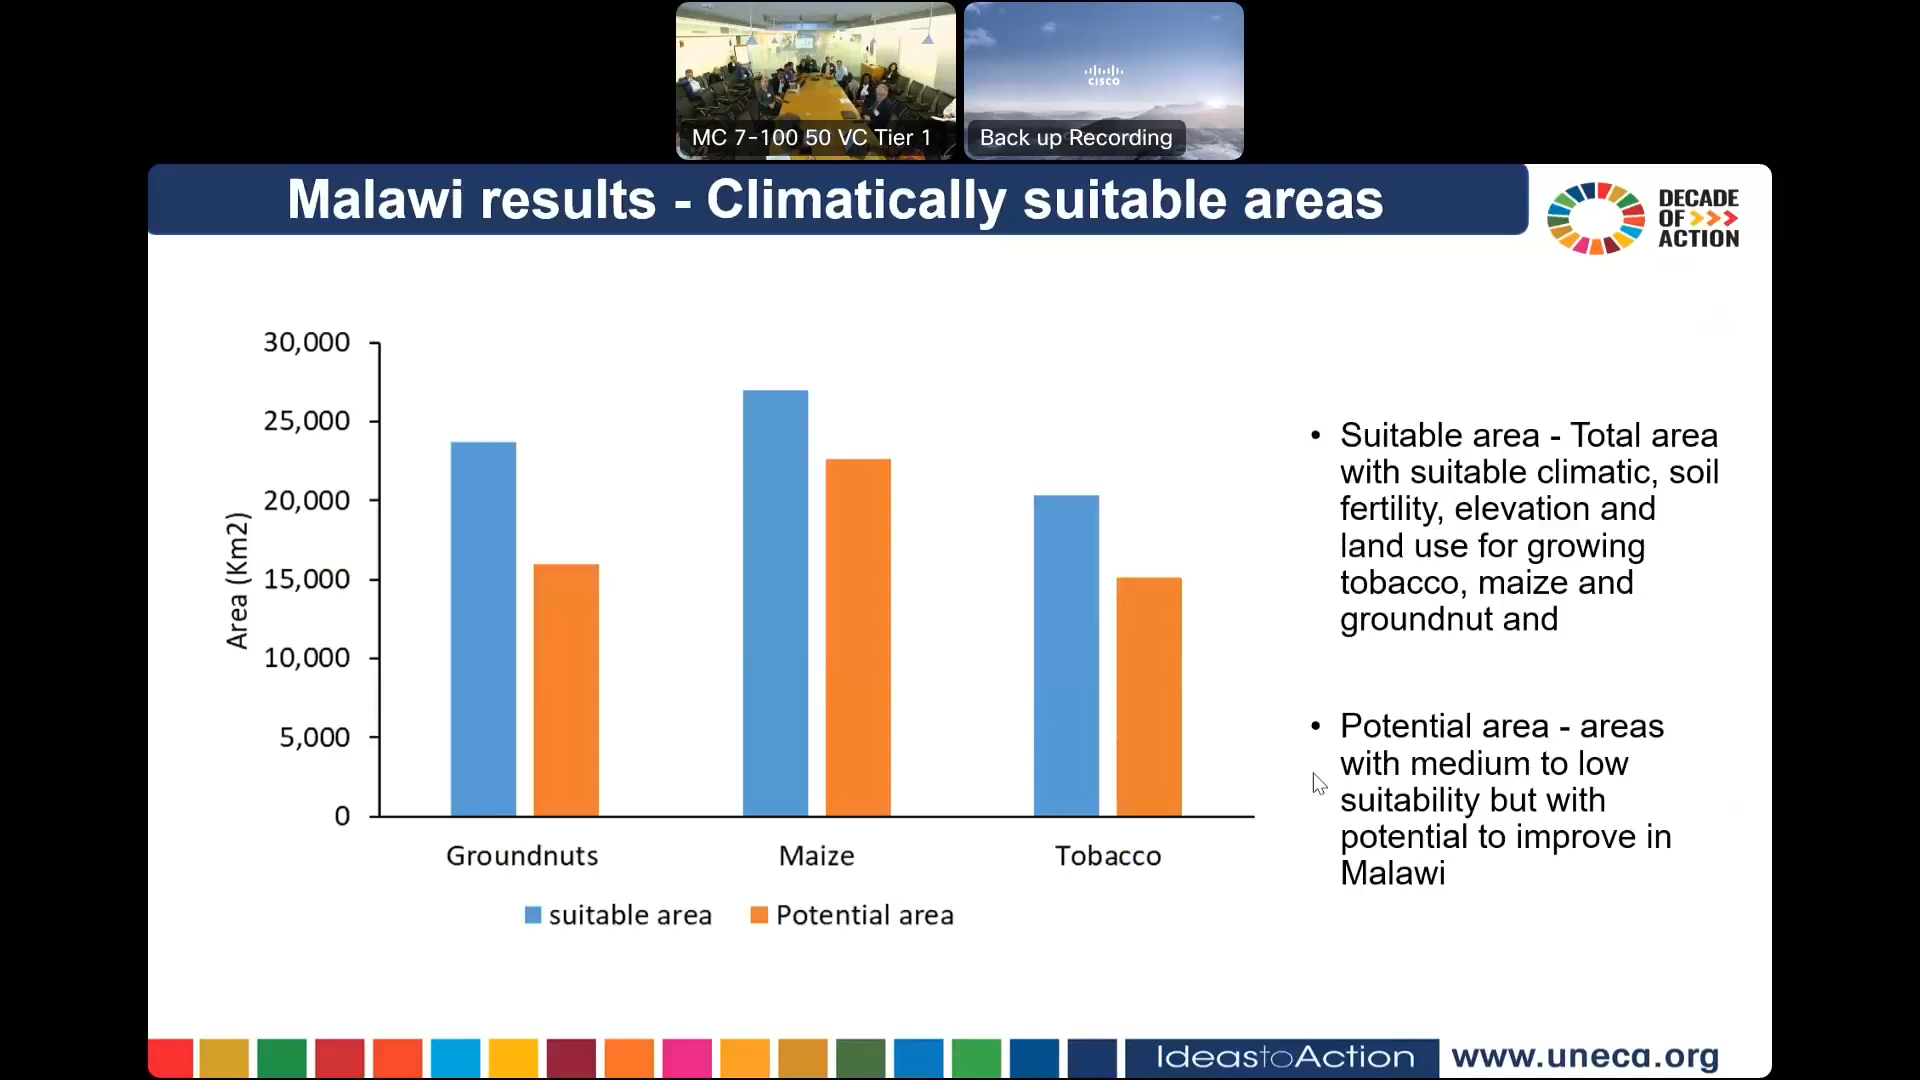 CISCO
MC 7-100 50 VC Tier 1
Back up Recording
Malawi results - Climatically suitable areas
DECADE
OF >>>
ACTION
30,000
25,000
20,000
15,000
10,000
5,000
0
Area (Km2)
Groundnuts
Maize
Tobacco
suitable area
Potential area
• Suitable area - Total area
with suitable climatic, soil
fertility, elevation and
land use for growing
tobacco, maize and
groundnut and
• Potential area - areas
with medium to low
suitability but with
potential to improve in
Malawi
IdeastoAction
www.uneca.org